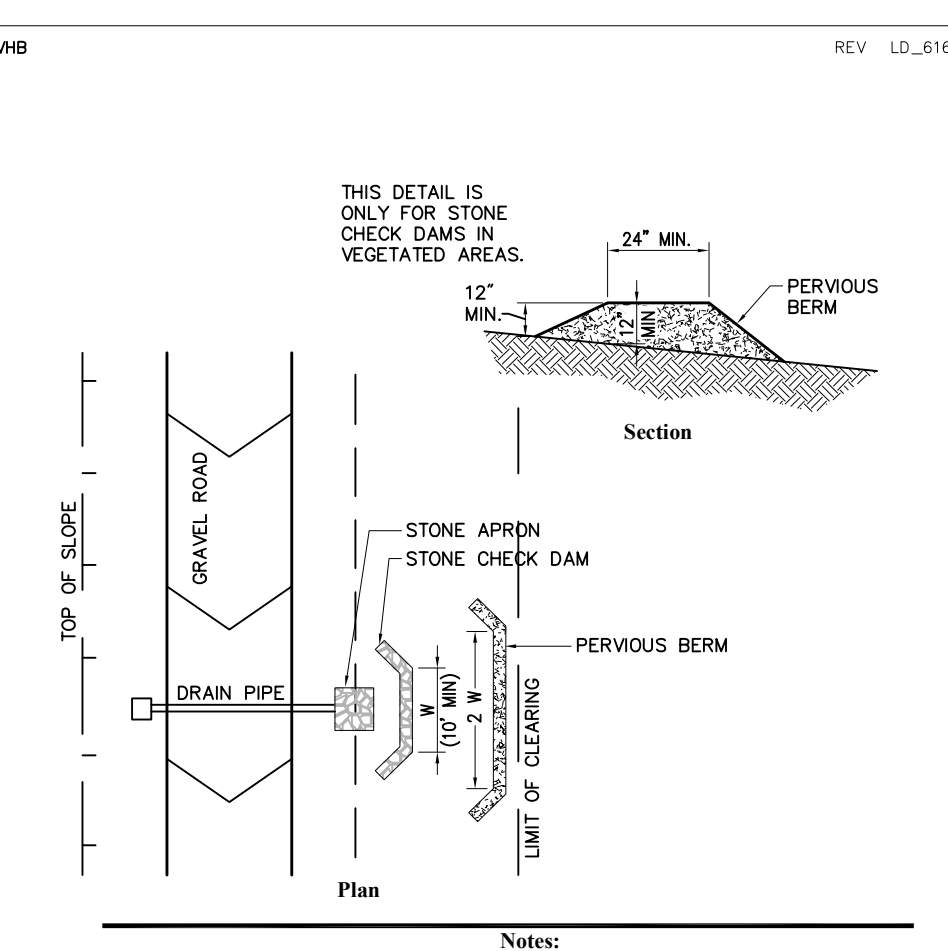 VHB
REV LD_616
THIS DETAIL IS
ONLY FOR STONE
CHECK DAMS IN
VEGETATED AREAS.
24" MIN.
12"
MIN.
12"
MIN
PERVIOUS
BERM
Section
TOP OF SLOPE
GRAVEL ROAD
STONE APRON
STONE CHECK DAM
PERVIOUS BERM
DRAIN PIPE
W
(10' MIN)
2 W
LIMIT OF CLEARING
Plan
Notes: